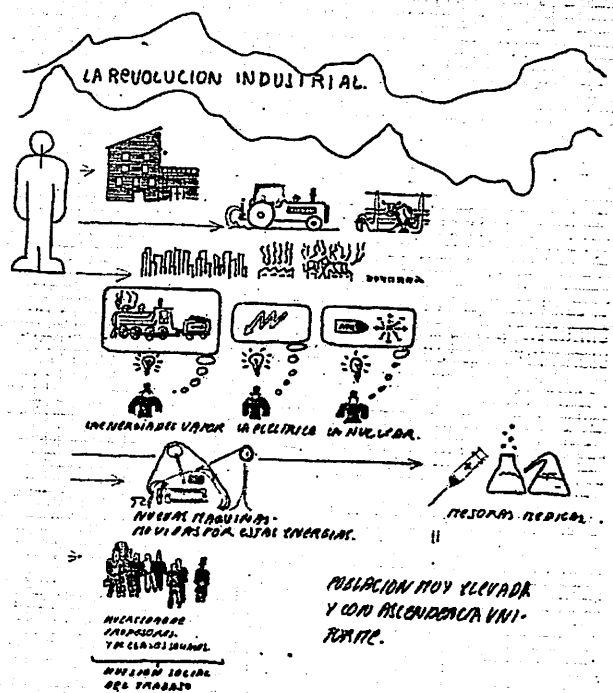 LA REVOLUCION INDUSTRIAL.
LA ENERGIA DEL VAPOR LA ELECTRICA LA NUCLEAR.
NUEVAS MAQUINAS
MOVIDAS POR ESTAS ENERGIAS.
MEJORAS MEDICAS
POBLACION MUY ELEVADA
Y CON ASCENDENCIA UNI-
FORME.
DIVISION SOCIAL
DEL TRABAJO